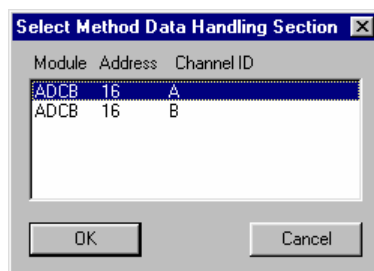 Select Method Data Handling Section
Module Address Channel ID
ADCB 16 A
ADCB 16 B
OK Cancel